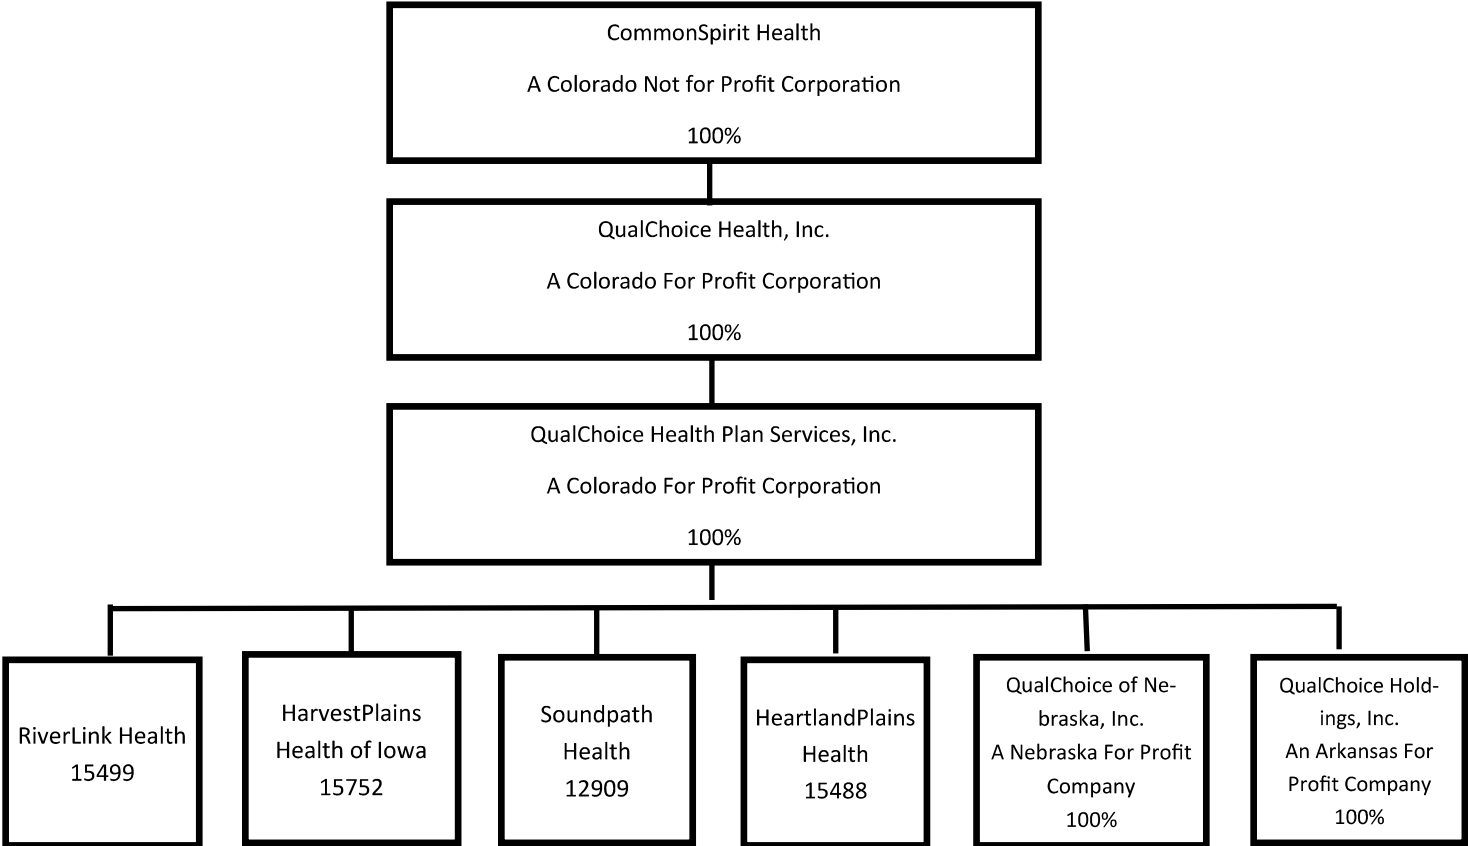 CommonSpirit Health
A Colorado Not for Profit Corporation
100%
QualChoice Health, Inc.
A Colorado For Profit Corporation
100%
QualChoice Health Plan Services, Inc.
A Colorado For Profit Corporation
100%
RiverLink Health
15499
HarvestPlains
Health of Iowa
15752
Soundpath
Health
12909
HeartlandPlains
Health
15488
QualChoice of Ne-
braska, Inc.
A Nebraska For Profit
Company
100%
QualChoice Hold-
ings, Inc.
An Arkansas For
Profit Company
100%